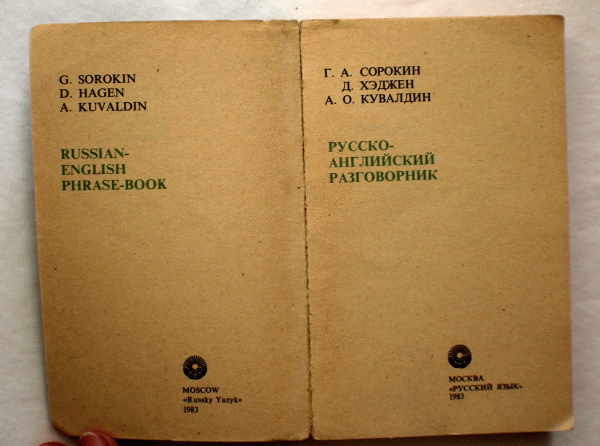 G. SOROKIN
D. HAGEN
A. KUVALDIN
RUSSIAN-
ENGLISH
PHRASE-BOOK
MOSCOW
«Russky Yazyk»
1983
Г. А. СОРОКИН
Д. ХЭДЖЕН
А. О. КУВАЛДИН
РУССКО-
АНГЛИЙСКИЙ
РАЗГОВОРНИК
МОСКВА
«РУССКИЙ ЯЗЫК»
1983